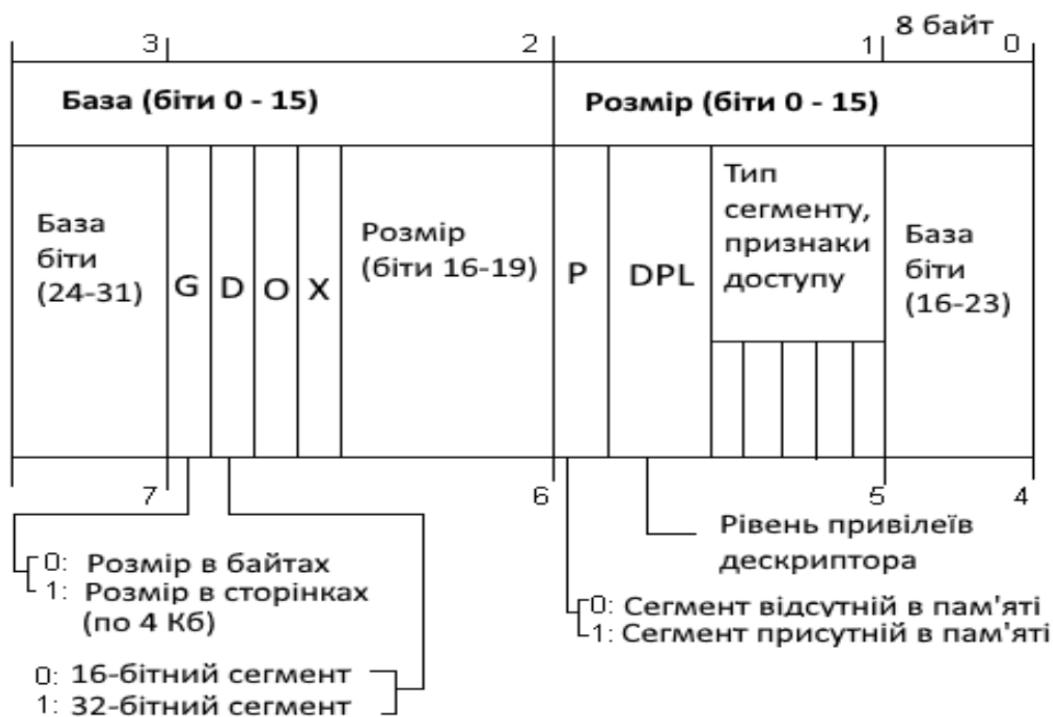 8 байт
3 2 1 0
База (біти 0 - 15) Розмір (біти 0 - 15)
База
біти
(24-31)
G D O X
Розмір
(біти 16-19)
P DPL
Тип
сегменту,
признаки
доступу
База
біти
(16-23)
7 6 5 4
0: Розмір в байтах
1: Розмір в сторінках
(по 4 Кб)
0: 16-бітний сегмент
1: 32-бітний сегмент
Рівень привілеїв
дескриптора
0: Сегмент відсутній в пам'яті
1: Сегмент присутній в пам'яті